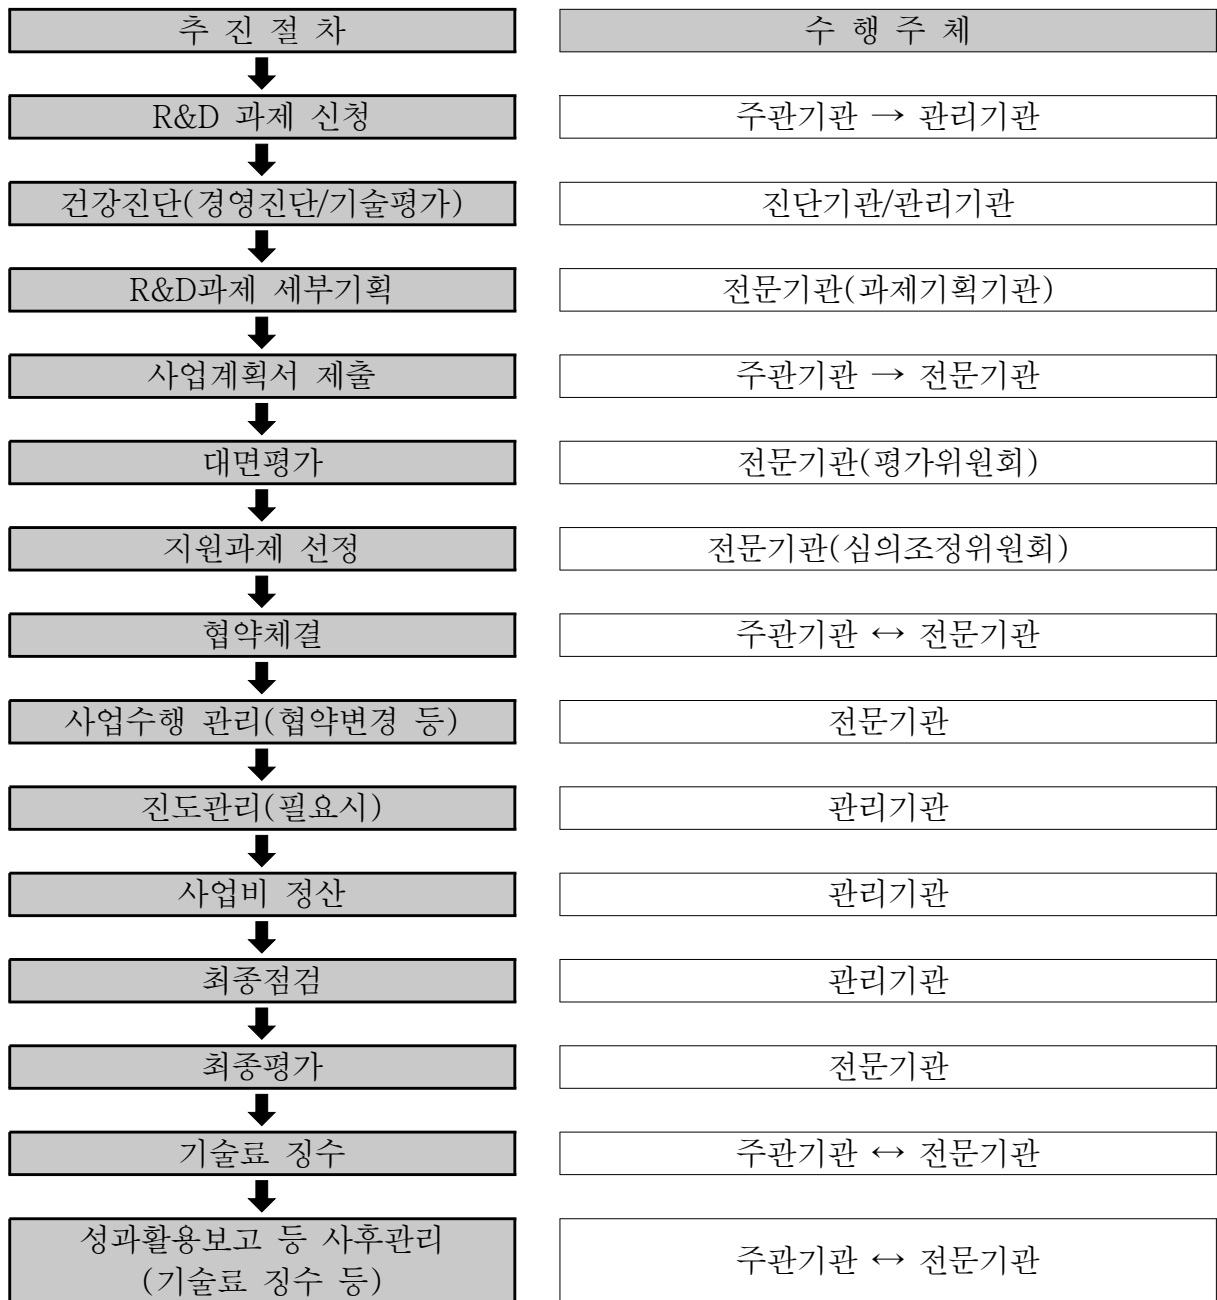 추 진 절 차
수 행 주 체
R&D 과제 신청
주관기관 → 관리기관
건강진단(경영진단/기술평가)
진단기관/관리기관
R&D과제 세부기획
전문기관(과제기획기관)
사업계획서 제출
주관기관 → 전문기관
대면평가
전문기관(평가위원회)
지원과제 선정
전문기관(심의조정위원회)
협약체결
주관기관 ↔ 전문기관
사업수행 관리(협약변경 등)
전문기관
진도관리(필요시)
관리기관
사업비 정산
관리기관
최종점검
관리기관
최종평가
전문기관
기술료 징수
주관기관 ↔ 전문기관
성과활용보고 등 사후관리
(기술료 징수 등)
주관기관 ↔ 전문기관